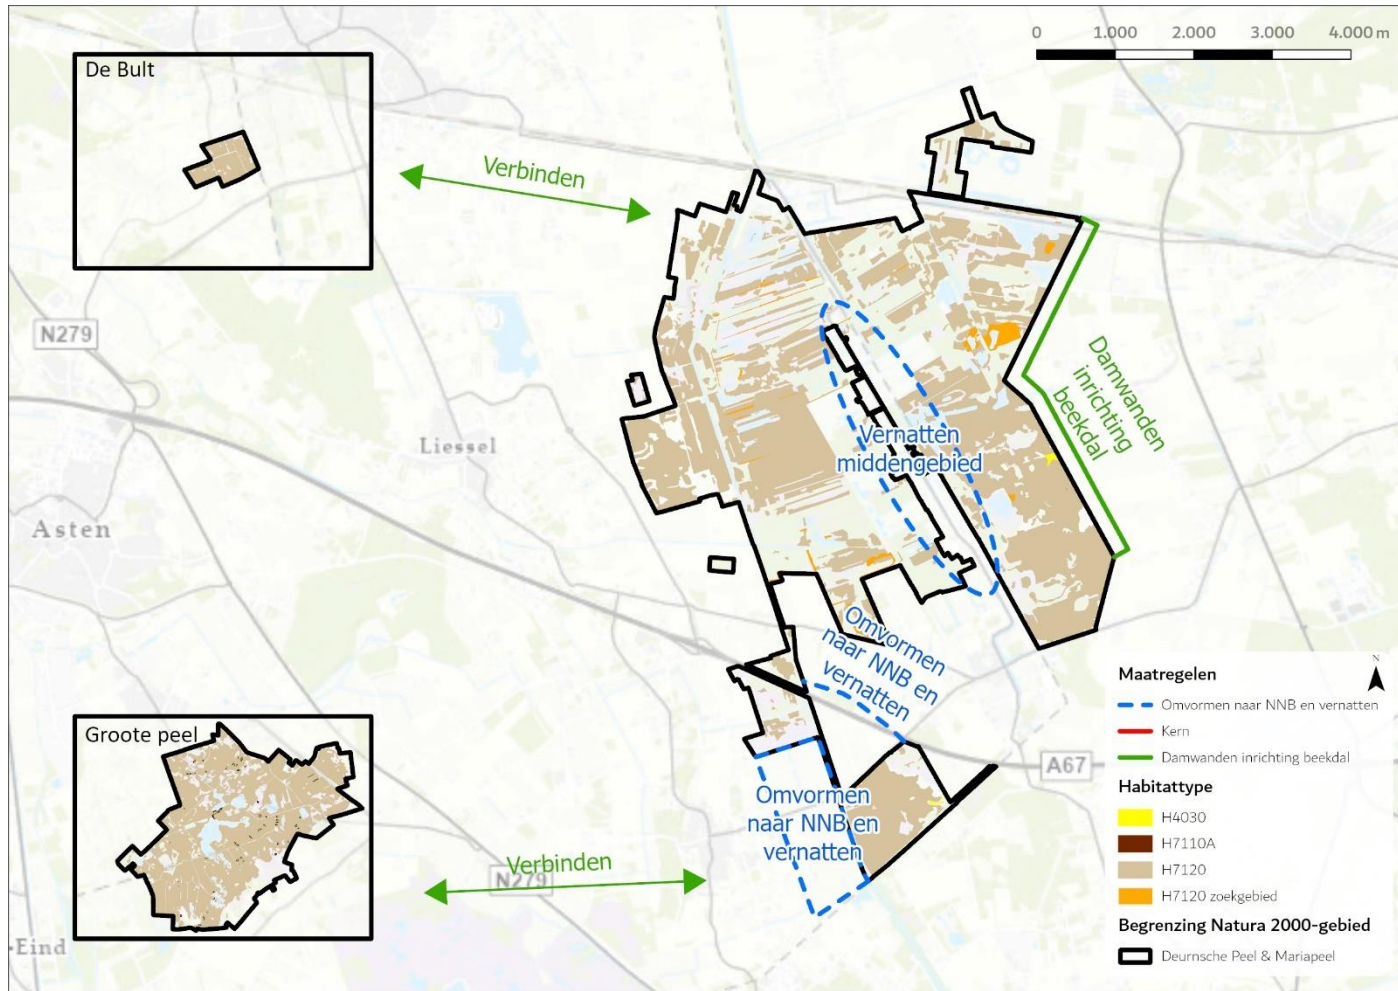 De Bult
0 1.000 2.000 3.000 4.000 m
Verbinden
N279
Damwanden
inrichting
beekdal
Liessel
Vernatten
middengebied
Asten
Omvormen
naar NNB en
vernatten
Groote peel
Omvormen
naar NNB en
vernatten
A67
Verbinden
N279
-Eind
N
Maatregelen
Omvormen naar NNB en vernatten
Kern
Damwanden inrichting beekdal
Habitattype
H4030
H7110A
H7120
H7120 zoekgebied
Begrenzing Natura 2000-gebied
Deurnsche Peel & Mariapeel